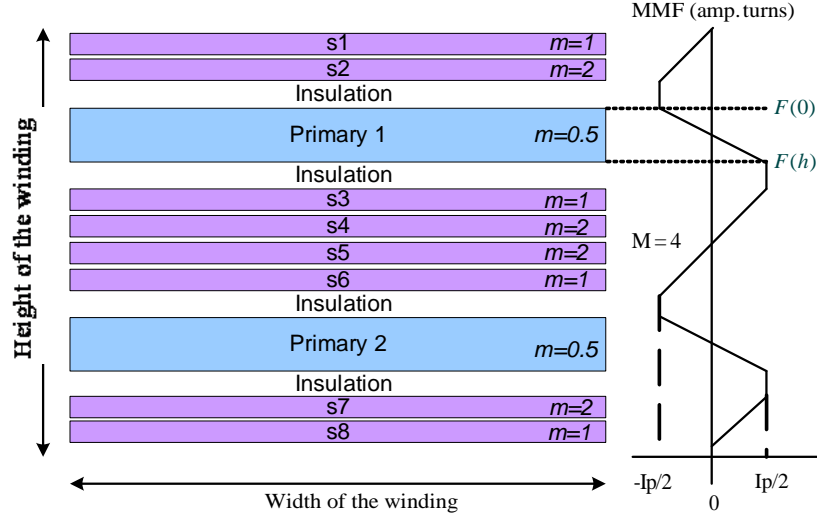 MMF (amp.turns)
s1 m=1
s2 m=2
Insulation
F(0)
Primary 1 m=0.5
F(h)
Insulation
s3 m=1
s4 m=2
M = 4
s5 m=2
s6 m=1
Insulation
Primary 2 m=0.5
Insulation
s7 m=2
s8 m=1
Height of the winding
Width of the winding
-Ip/2 Ip/2
0